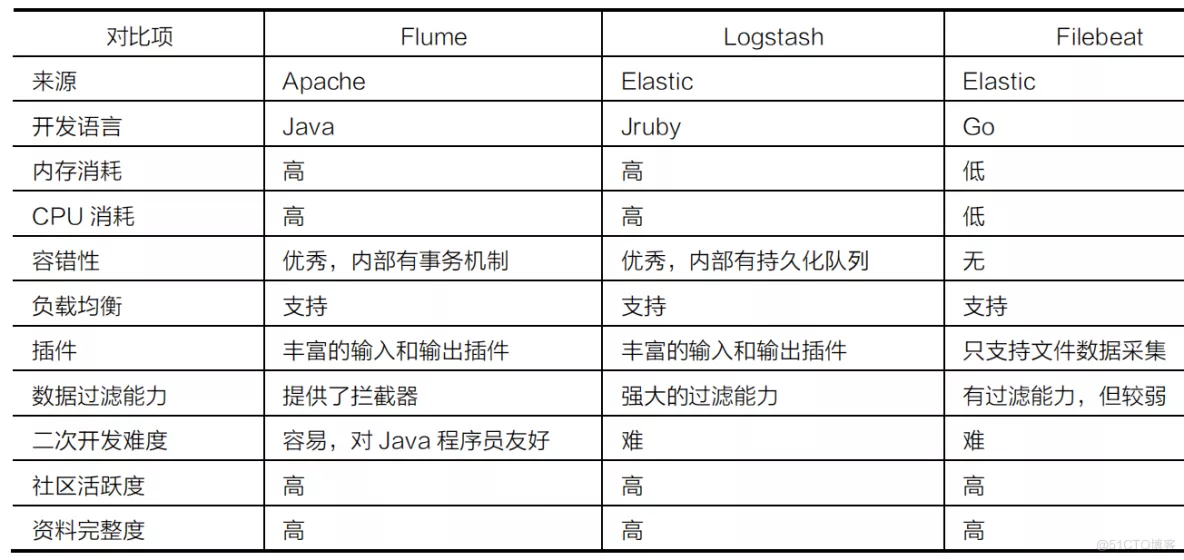 对比项 Flume Logstash Filebeat
来源 Apache Elastic Elastic
开发语言 Java Jruby Go
内存消耗 高 高 低
CPU 消耗 高 高 低
容错性 优秀，内部有事务机制 优秀，内部有持久化队列 无
负载均衡 支持 支持 支持
插件 丰富的输入和输出插件 丰富的输入和输出插件 只支持文件数据采集
数据过滤能力 提供了拦截器 强大的过滤能力 有过滤能力，但较弱
二次开发难度 容易，对 Java 程序员友好 难 难
社区活跃度 高 高 高
资料完整度 高 高 高
@51CTO博客